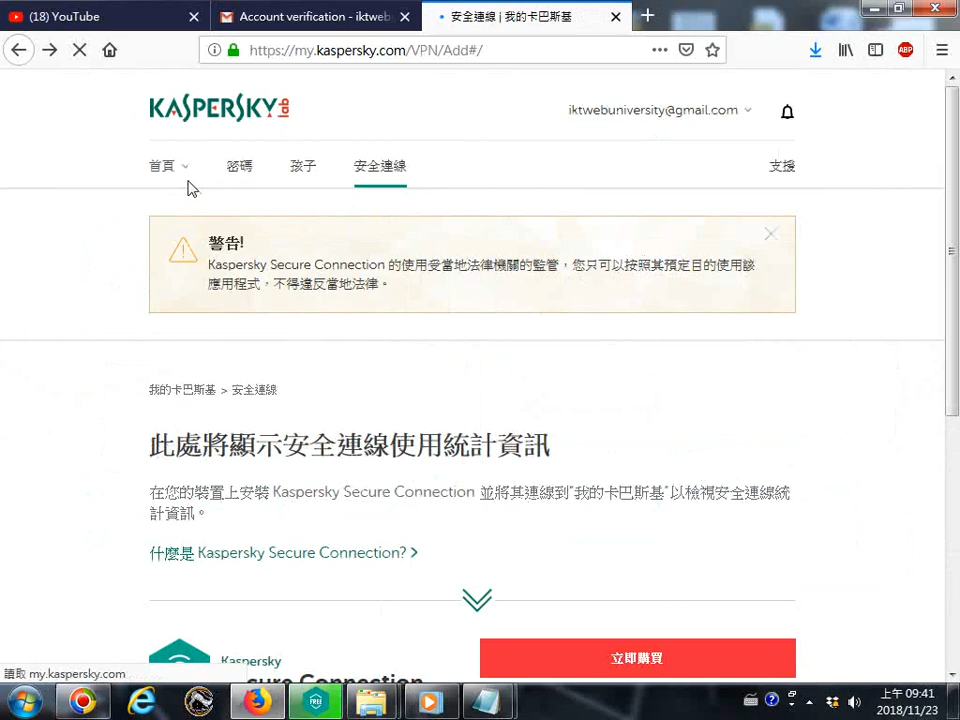 (18) YouTube
Account verification - iktweb
安全連線 | 我的卡巴斯基
https://my.kaspersky.com/VPN/Add#/
ABP
KASPERSKY lab
iktwebuniversity@gmail.com
首頁
密碼
孩子
安全連線
支援
警告!
Kaspersky Secure Connection 的使用受當地法律機關的監管，您只可以按照其預定目的使用該
應用程式，不得違反當地法律。
我的卡巴斯基 > 安全連線
此處將顯示安全連線使用統計資訊
在您的裝置上安裝 Kaspersky Secure Connection 並將其連線到“我的卡巴斯基”以檢視安全連線統
計資訊。
什麼是 Kaspersky Secure Connection?
Kaspersky
立即購買
Secure Connection
讀取 my.kaspersky.com
FREE
上午 09:41
2018/11/23